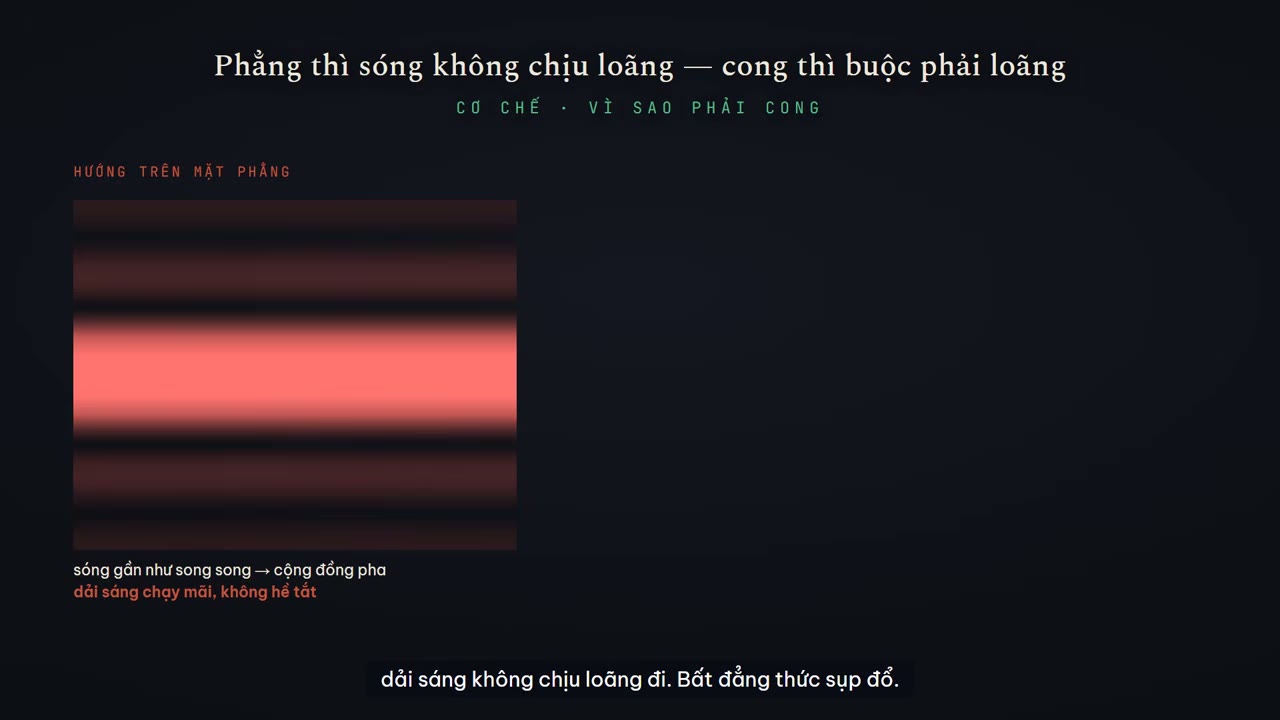 Phẳng thì sóng không chịu loãng — cong thì buộc phải loãng
CƠ CHẾ · VÌ SAO PHẢI CONG
HƯỚNG TRÊN MẶT PHẲNG
sóng gần như song song → cộng đồng pha
dải sáng chạy mãi, không hề tắt
dải sáng không chịu loãng đi. Bất đẳng thức sụp đổ.